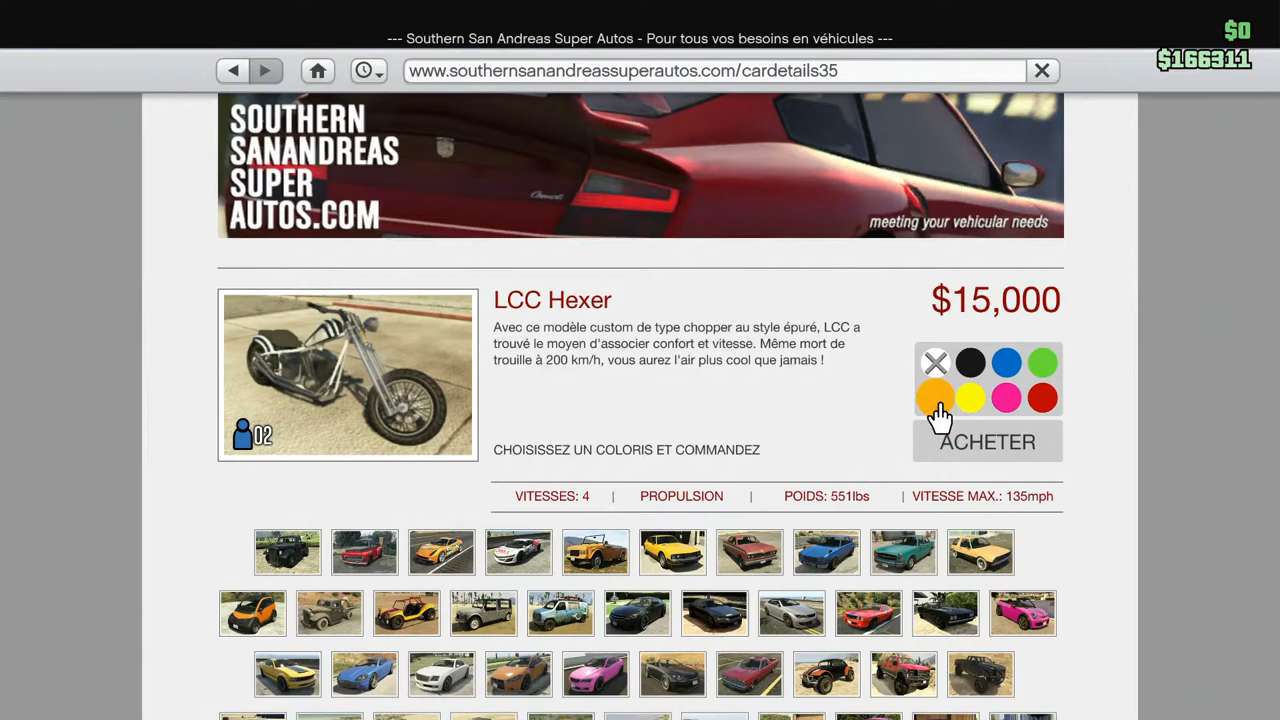 --- Southern San Andreas Super Autos - Pour tous vos besoins en véhicules ---
$0
$166311
www.southernsanandreassuperautos.com/cardetails35
SOUTHERN
SANANDREAS
SUPER
AUTOS.COM
meeting your vehicular needs
LCC Hexer
$15,000
Avec ce modèle custom de type chopper au style épuré, LCC a
trouvé le moyen d'associer confort et vitesse. Même mort de
trouille à 200 km/h, vous aurez l'air plus cool que jamais !
02
CHOISISSEZ UN COLORIS ET COMMANDEZ
ACHETER
VITESSES: 4 | PROPULSION | POIDS: 551lbs | VITESSE MAX.: 135mph